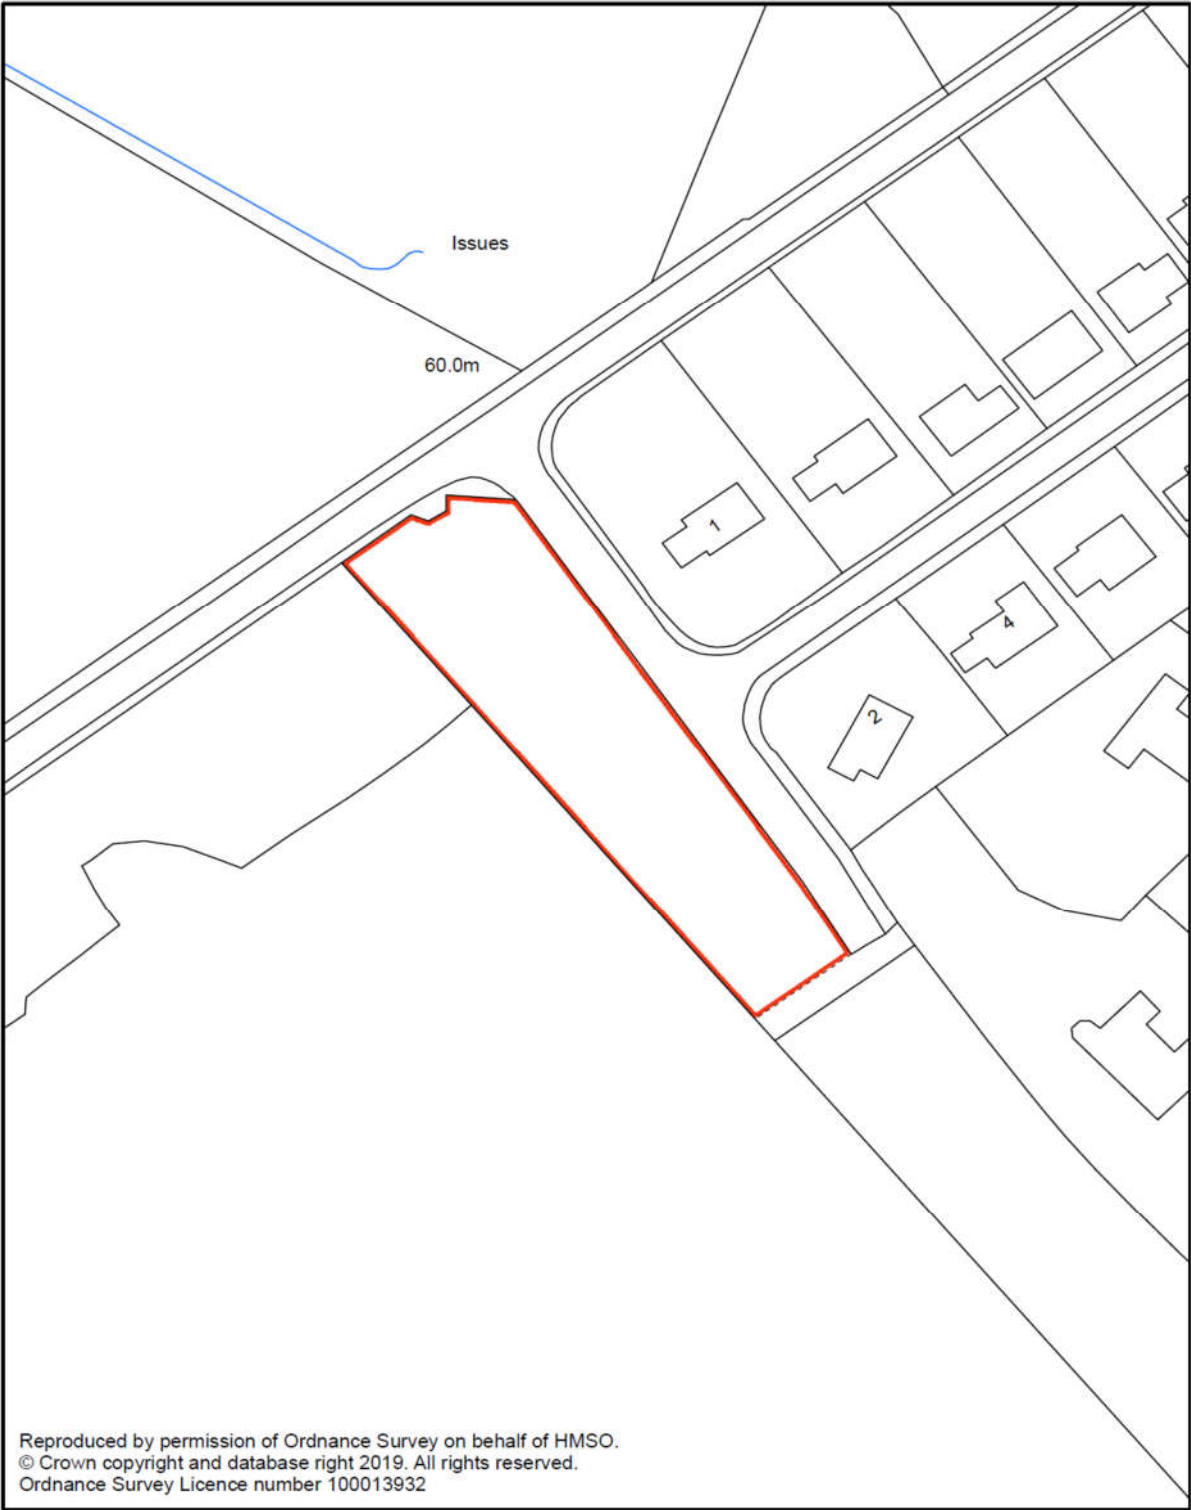 Issues
60.0m
1
4
2
Reproduced by permission of Ordnance Survey on behalf of HMSO.
© Crown copyright and database right 2019. All rights reserved.
Ordnance Survey Licence number 100013932